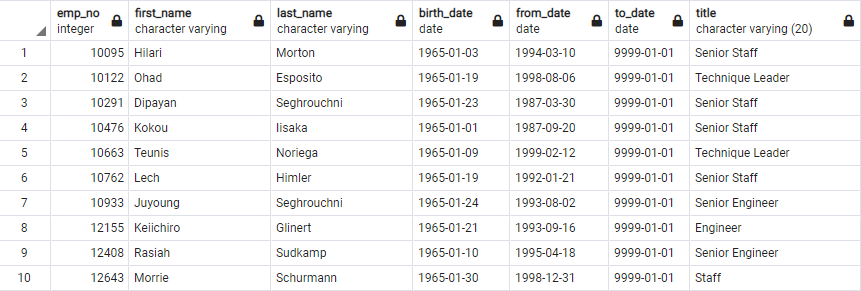 emp_no first_name last_name birth_date from_date to_date title
integer character varying character varying date date date character varying (20)
1 10095 Hilari Morton 1965-01-03 1994-03-10 9999-01-01 Senior Staff
2 10122 Ohad Esposito 1965-01-19 1998-08-06 9999-01-01 Technique Leader
3 10291 Dipayan Seghrouchni 1965-01-23 1987-03-30 9999-01-01 Senior Staff
4 10476 Kokou Iisaka 1965-01-01 1987-09-20 9999-01-01 Senior Staff
5 10663 Teunis Noriega 1965-01-09 1999-02-12 9999-01-01 Technique Leader
6 10762 Lech Himler 1965-01-19 1992-01-21 9999-01-01 Senior Staff
7 10933 Juyoung Seghrouchni 1965-01-24 1993-08-02 9999-01-01 Senior Engineer
8 12155 Keiichiro Glinert 1965-01-21 1993-09-16 9999-01-01 Engineer
9 12408 Rasiah Sudkamp 1965-01-10 1995-04-18 9999-01-01 Senior Engineer
10 12643 Morrie Schurmann 1965-01-30 1998-12-31 9999-01-01 Staff